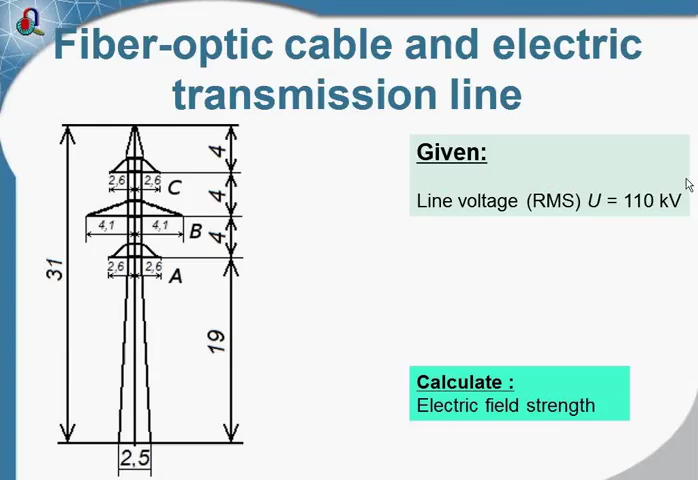 Fiber-optic cable and electric
transmission line
Given:
Line voltage (RMS) U = 110 kV
Calculate :
Electric field strength
4
2,6 2,6 C
4
4,1 4,1 B
4
2,6 2,6 A
31
19
2,5